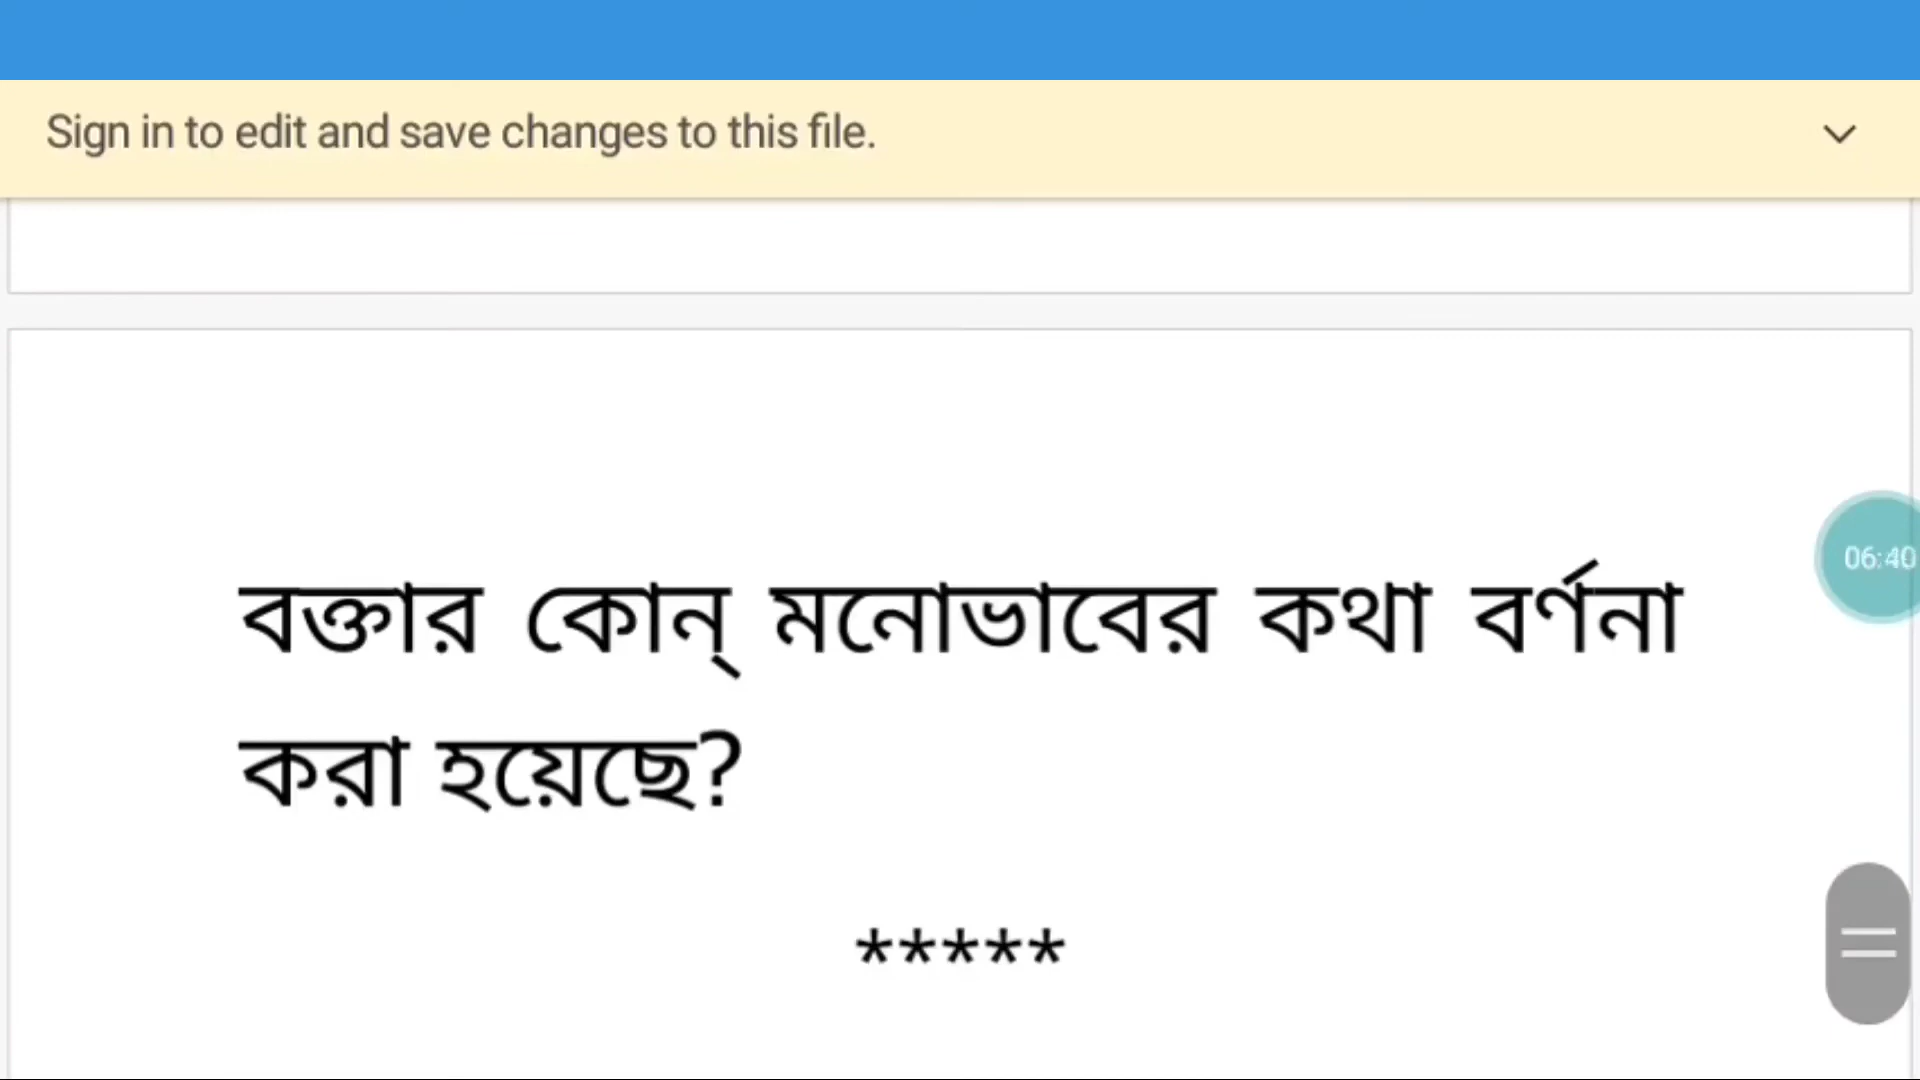 Sign in to edit and save changes to this file.
06:40
বক্তার কোন্ মনোভাবের কথা বর্ণনা
করা হয়েছে?
*****